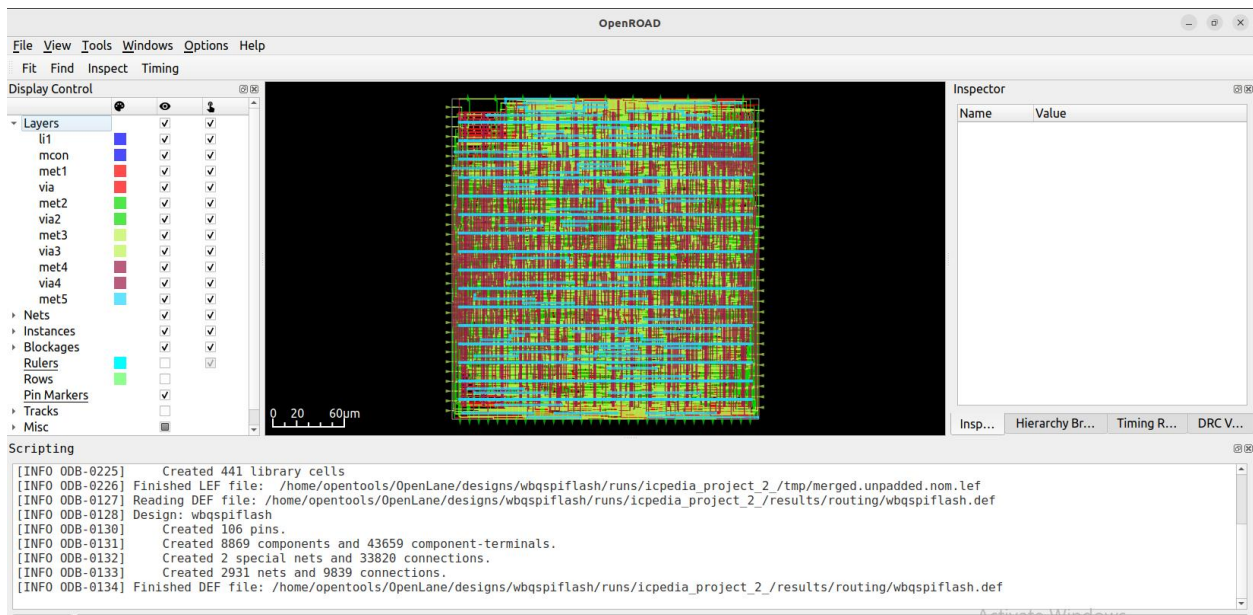 OpenROAD
File View Tools Windows Options Help
Fit Find Inspect Timing
Display Control
Layers
li1
mcon
met1
via
met2
via2
met3
via3
met4
via4
met5
Nets
Instances
Blockages
Rulers
Rows
Pin Markers
Tracks
Misc
0 20 60μm
Inspector
Name Value
Insp... Hierarchy Br... Timing R... DRC V...
Scripting
[INFO ODB-0225] Created 441 library cells
[INFO ODB-0226] Finished LEF file: /home/opentools/OpenLane/designs/wbqspiflash/runs/icpedia_project_2_/tmp/merged.unpadded.nom.lef
[INFO ODB-0127] Reading DEF file: /home/opentools/OpenLane/designs/wbqspiflash/runs/icpedia_project_2_/results/routing/wbqspiflash.def
[INFO ODB-0128] Design: wbqspiflash
[INFO ODB-0130] Created 106 pins.
[INFO ODB-0131] Created 8869 components and 43659 component-terminals.
[INFO ODB-0132] Created 2 special nets and 33820 connections.
[INFO ODB-0133] Created 2931 nets and 9839 connections.
[INFO ODB-0134] Finished DEF file: /home/opentools/OpenLane/designs/wbqspiflash/runs/icpedia_project_2_/results/routing/wbqspiflash.def
Activate Windows